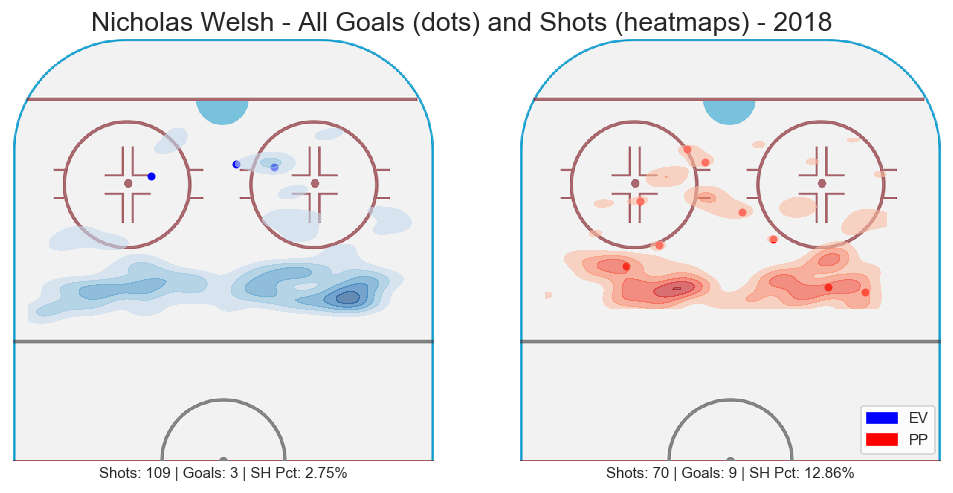 Nicholas Welsh - All Goals (dots) and Shots (heatmaps) - 2018
EV
PP
Shots: 109 | Goals: 3 | SH Pct: 2.75%
Shots: 70 | Goals: 9 | SH Pct: 12.86%